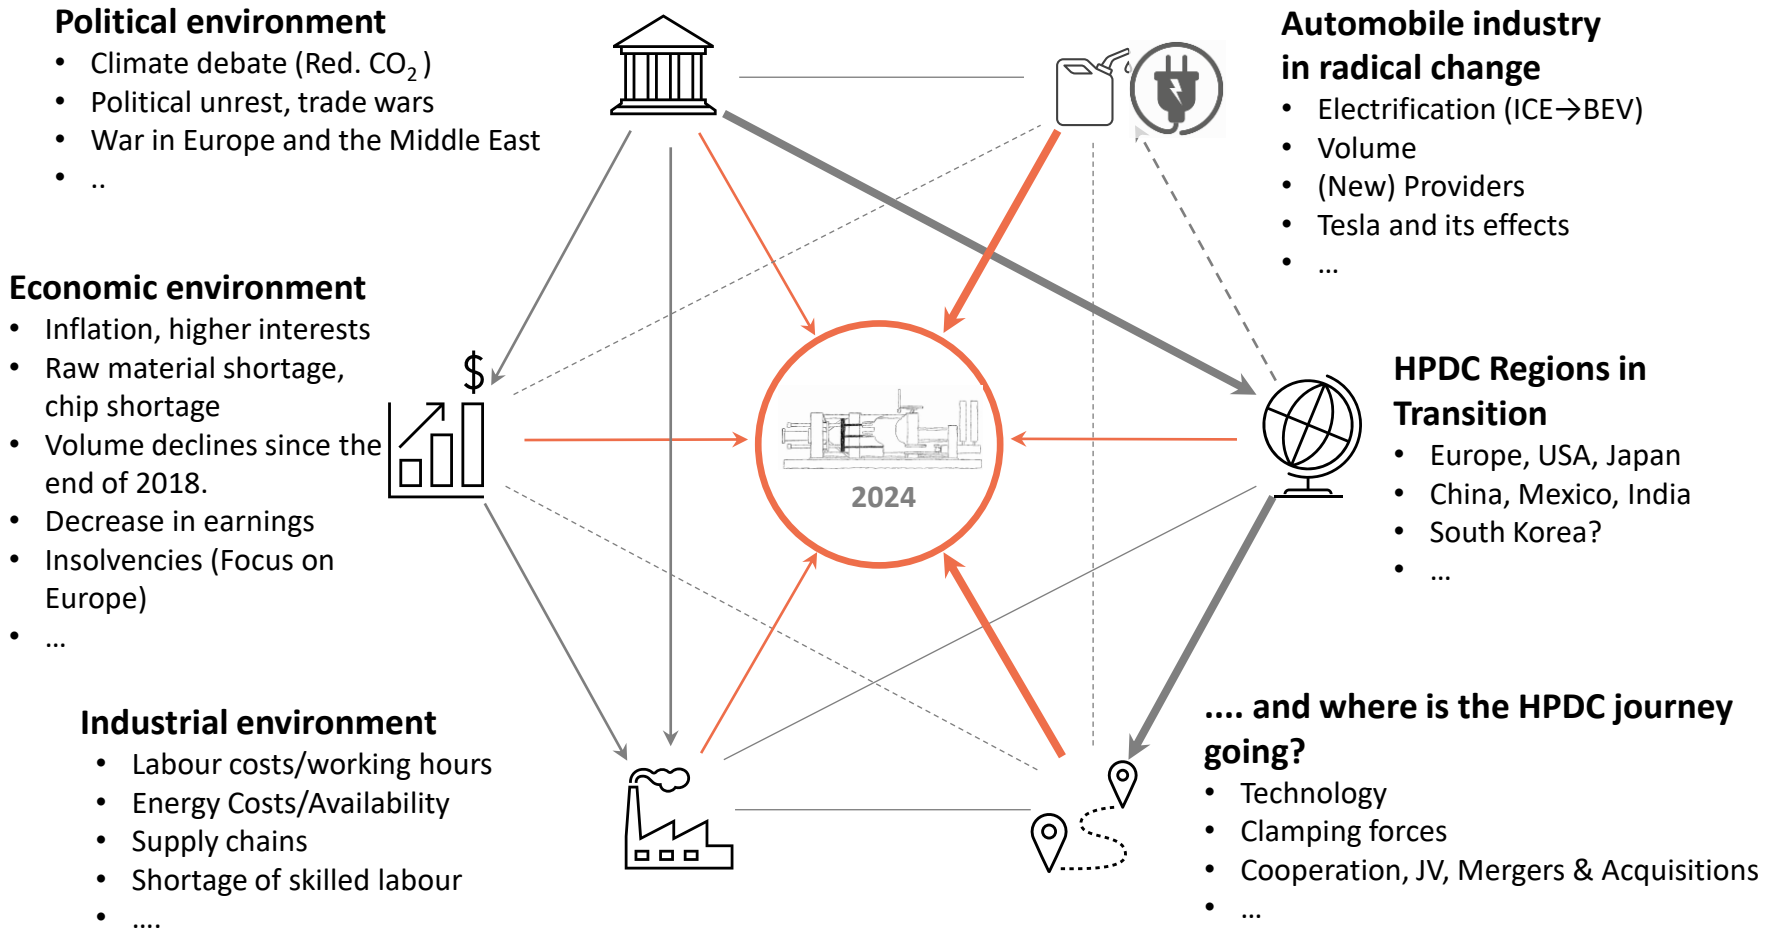 Political environment
• Climate debate (Red. CO₂ )
• Political unrest, trade wars
• War in Europe and the Middle East
• ..
Automobile industry
in radical change
• Electrification (ICE→BEV)
• Volume
• (New) Providers
• Tesla and its effects
• ...
Economic environment
• Inflation, higher interests
• Raw material shortage,
chip shortage
• Volume declines since the
end of 2018.
• Decrease in earnings
• Insolvencies (Focus on
Europe)
• ...
$
2024
HPDC Regions in
Transition
• Europe, USA, Japan
• China, Mexico, India
• South Korea?
• ...
Industrial environment
• Labour costs/working hours
• Energy Costs/Availability
• Supply chains
• Shortage of skilled labour
• ....
.... and where is the HPDC journey
going?
• Technology
• Clamping forces
• Cooperation, JV, Mergers & Acquisitions
• ...